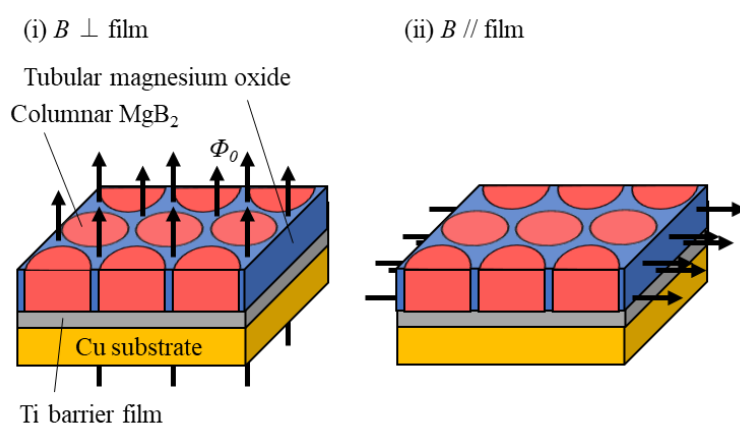 (i) B ⊥ film
(ii) B // film
Tubular magnesium oxide
Columnar MgB₂
Φ₀
Cu substrate
Ti barrier film